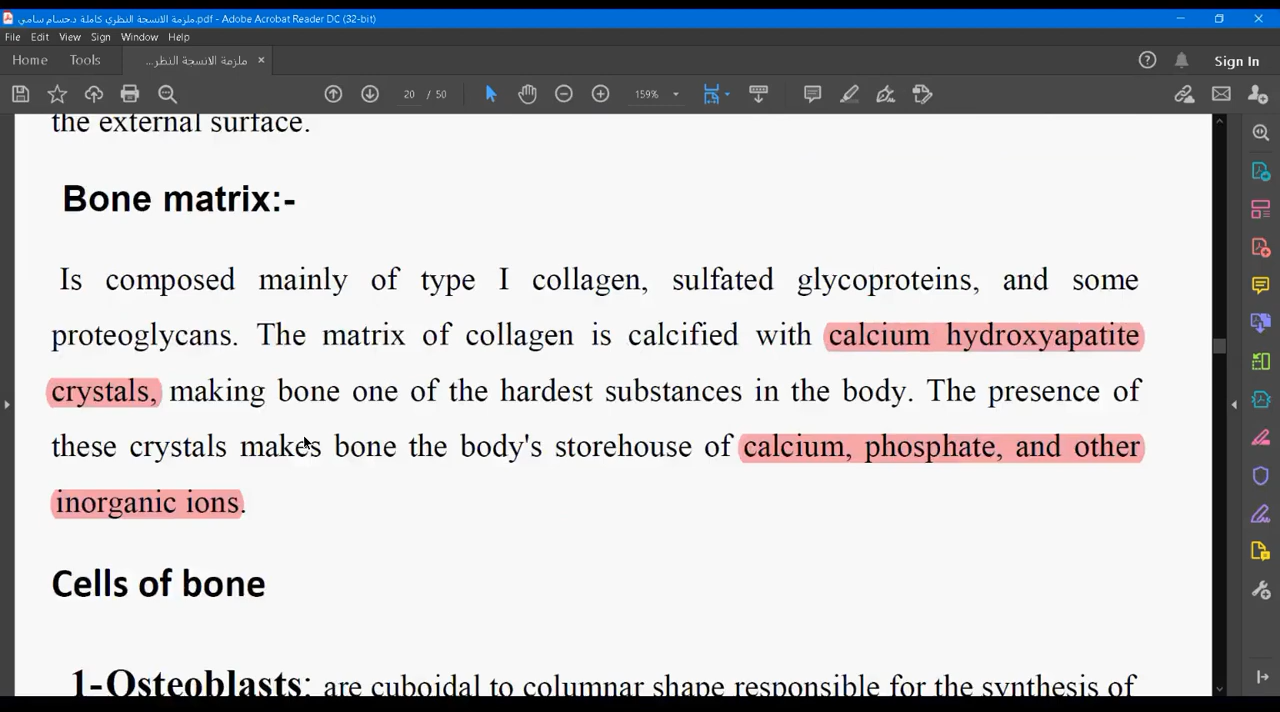 ملزمة الانسجة النظري كاملة د.حسام سامي.pdf - Adobe Acrobat Reader DC (32-bit)
File Edit View Sign Window Help
Home Tools ملزمة الانسجة النظر... × Sign In
20 / 50 159%
the external surface.
Bone matrix:-
Is composed mainly of type I collagen, sulfated glycoproteins, and some
proteoglycans. The matrix of collagen is calcified with calcium hydroxyapatite
crystals, making bone one of the hardest substances in the body. The presence of
these crystals makes bone the body's storehouse of calcium, phosphate, and other
inorganic ions.
Cells of bone
1-Osteoblasts: are cuboidal to columnar shape responsible for the synthesis of